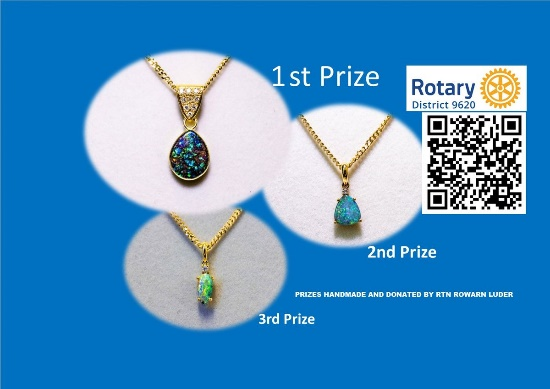 1st Prize
Rotary
District 9620
2nd Prize
PRIZES HANDMADE AND DONATED BY RTN ROWARN LUDER
3rd Prize